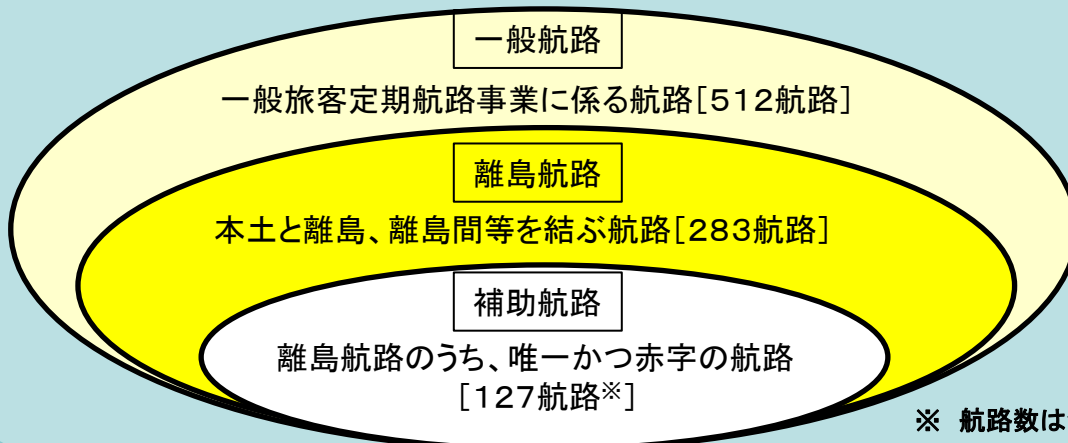 一般航路
一般旅客定期航路事業に係る航路[512航路]
離島航路
本土と離島、離島間等を結ぶ航路[283航路]
補助航路
離島航路のうち、唯一かつ赤字の航路
[127航路※]
※ 航路数は